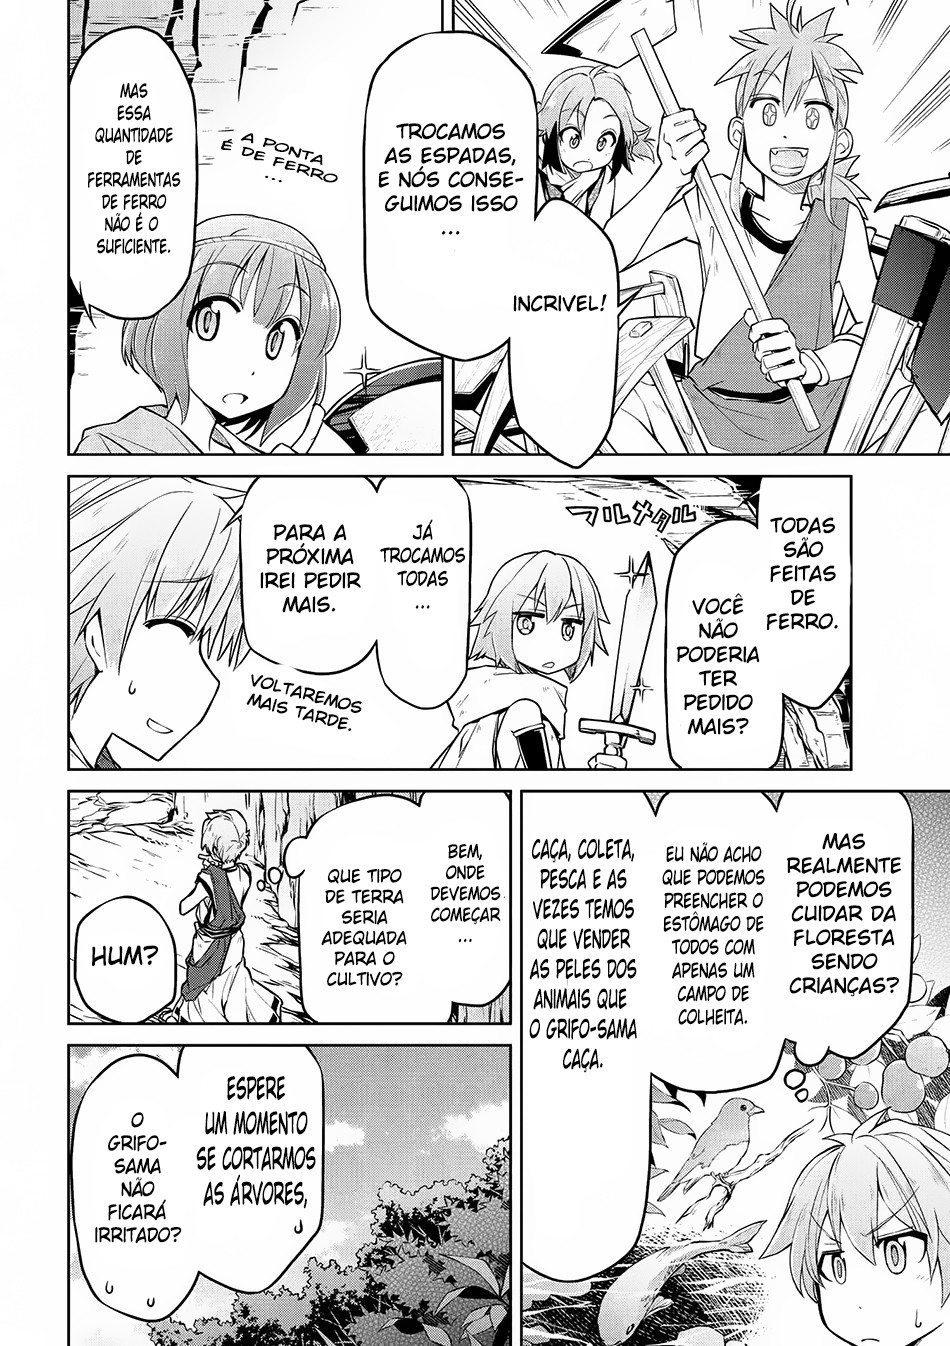 INCRIVEL!
TROCAMOS
AS ESPADAS,
E NÓS CONSE-
GUIMOS ISSO
...
A PONTA
É DE FERRO
...
MAS
ESSA
QUANTIDADE
DE
FERRAMENTAS
DE FERRO
NÃO É O
SUFICIENTE.
TODAS
SÃO
FEITAS
DE
FERRO.
VOCÊ
NÃO
PODERIA
TER
PEDIDO
MAIS?
フルメタル
JÁ
TROCAMOS
TODAS
...
PARA A
PRÓXIMA
IREI PEDIR
MAIS.
VOLTAREMOS
MAIS TARDE.
MAS
REALMENTE
PODEMOS
CUIDAR DA
FLORESTA
SENDO
CRIANÇAS?
EU NÃO ACHO
QUE PODEMOS
PREENCHER O
ESTÔMAGO DE
TODOS COM
APENAS UM
CAMPO DE
COLHEITA.
CAÇA, COLETA,
PESCA E AS
VEZES TEMOS
QUE VENDER
AS PELES DOS
ANIMAIS QUE
O GRIFO-SAMA
CAÇA.
BEM,
ONDE
DEVEMOS
COMEÇAR
...
QUE TIPO
DE TERRA
SERIA
ADEQUADA
PARA O
CULTIVO?
HUM?
ESPERE
UM MOMENTO
SE CORTARMOS
AS ÁRVORES,
O
GRIFO-
SAMA
NÃO
FICARÁ
IRRITADO?